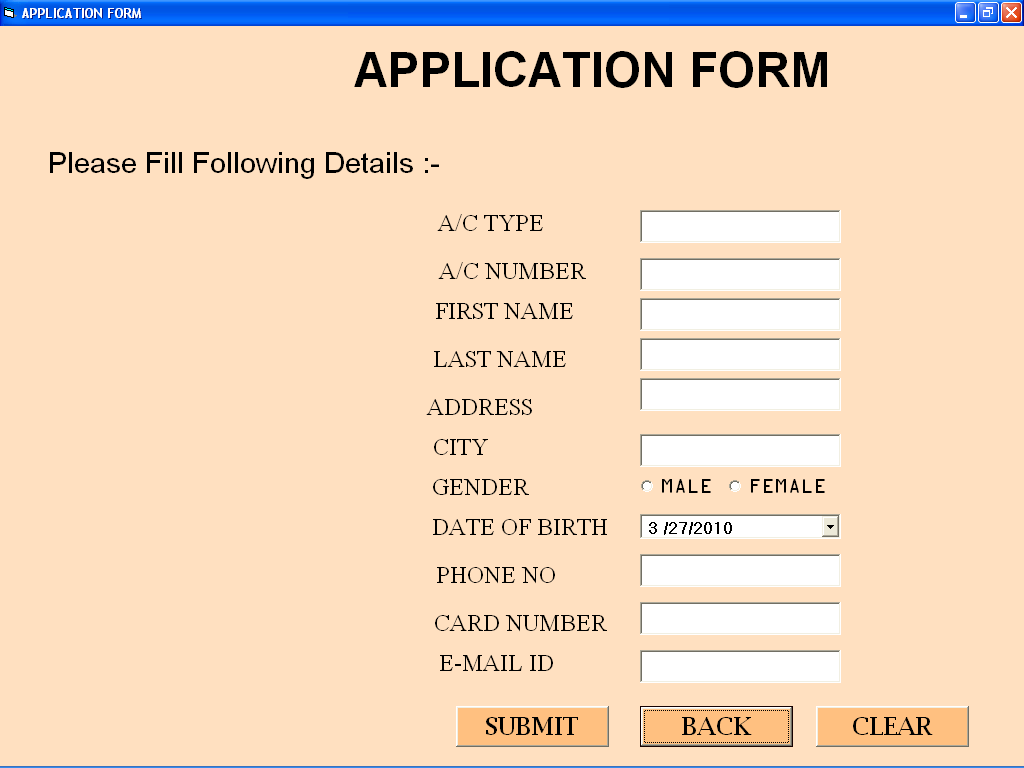 APPLICATION FORM
APPLICATION FORM
Please Fill Following Details :-
A/C TYPE
A/C NUMBER
FIRST NAME
LAST NAME
ADDRESS
CITY
GENDER MALE FEMALE
DATE OF BIRTH 3 /27/2010
PHONE NO
CARD NUMBER
E-MAIL ID
SUBMIT BACK CLEAR